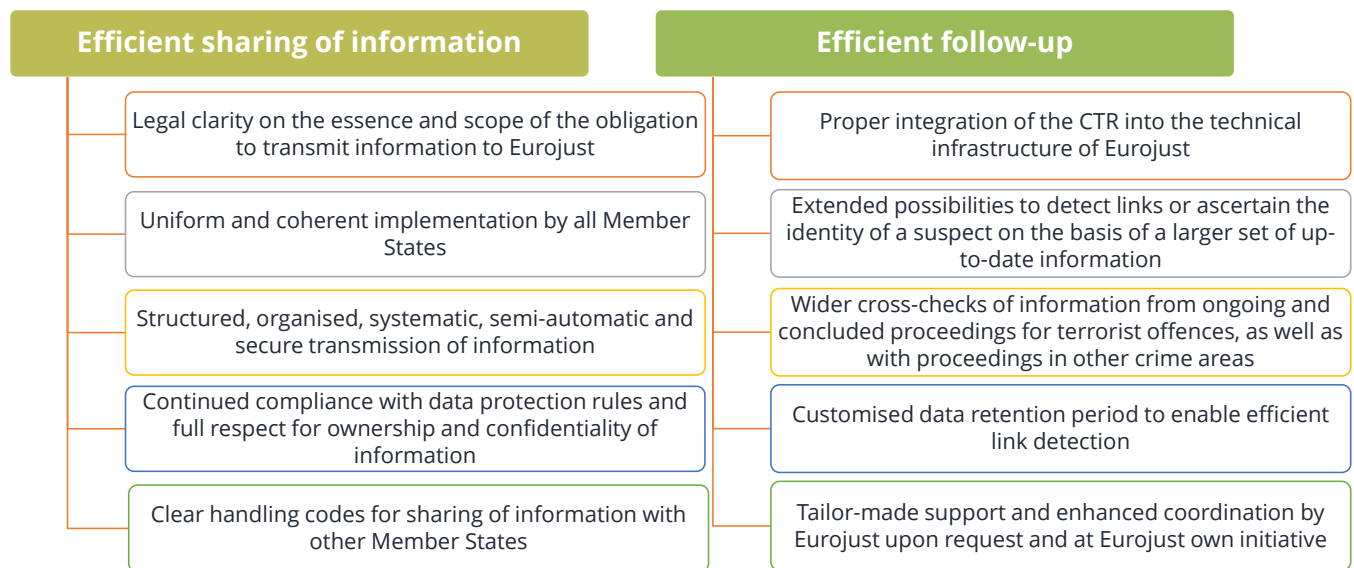 Efficient sharing of information
Legal clarity on the essence and scope of the obligation
to transmit information to Eurojust
Uniform and coherent implementation by all Member
States
Structured, organised, systematic, semi-automatic and
secure transmission of information
Continued compliance with data protection rules and
full respect for ownership and confidentiality of
information
Clear handling codes for sharing of information with
other Member States
Efficient follow-up
Proper integration of the CTR into the technical
infrastructure of Eurojust
Extended possibilities to detect links or ascertain the
identity of a suspect on the basis of a larger set of up-
to-date information
Wider cross-checks of information from ongoing and
concluded proceedings for terrorist offences, as well as
with proceedings in other crime areas
Customised data retention period to enable efficient
link detection
Tailor-made support and enhanced coordination by
Eurojust upon request and at Eurojust own initiative